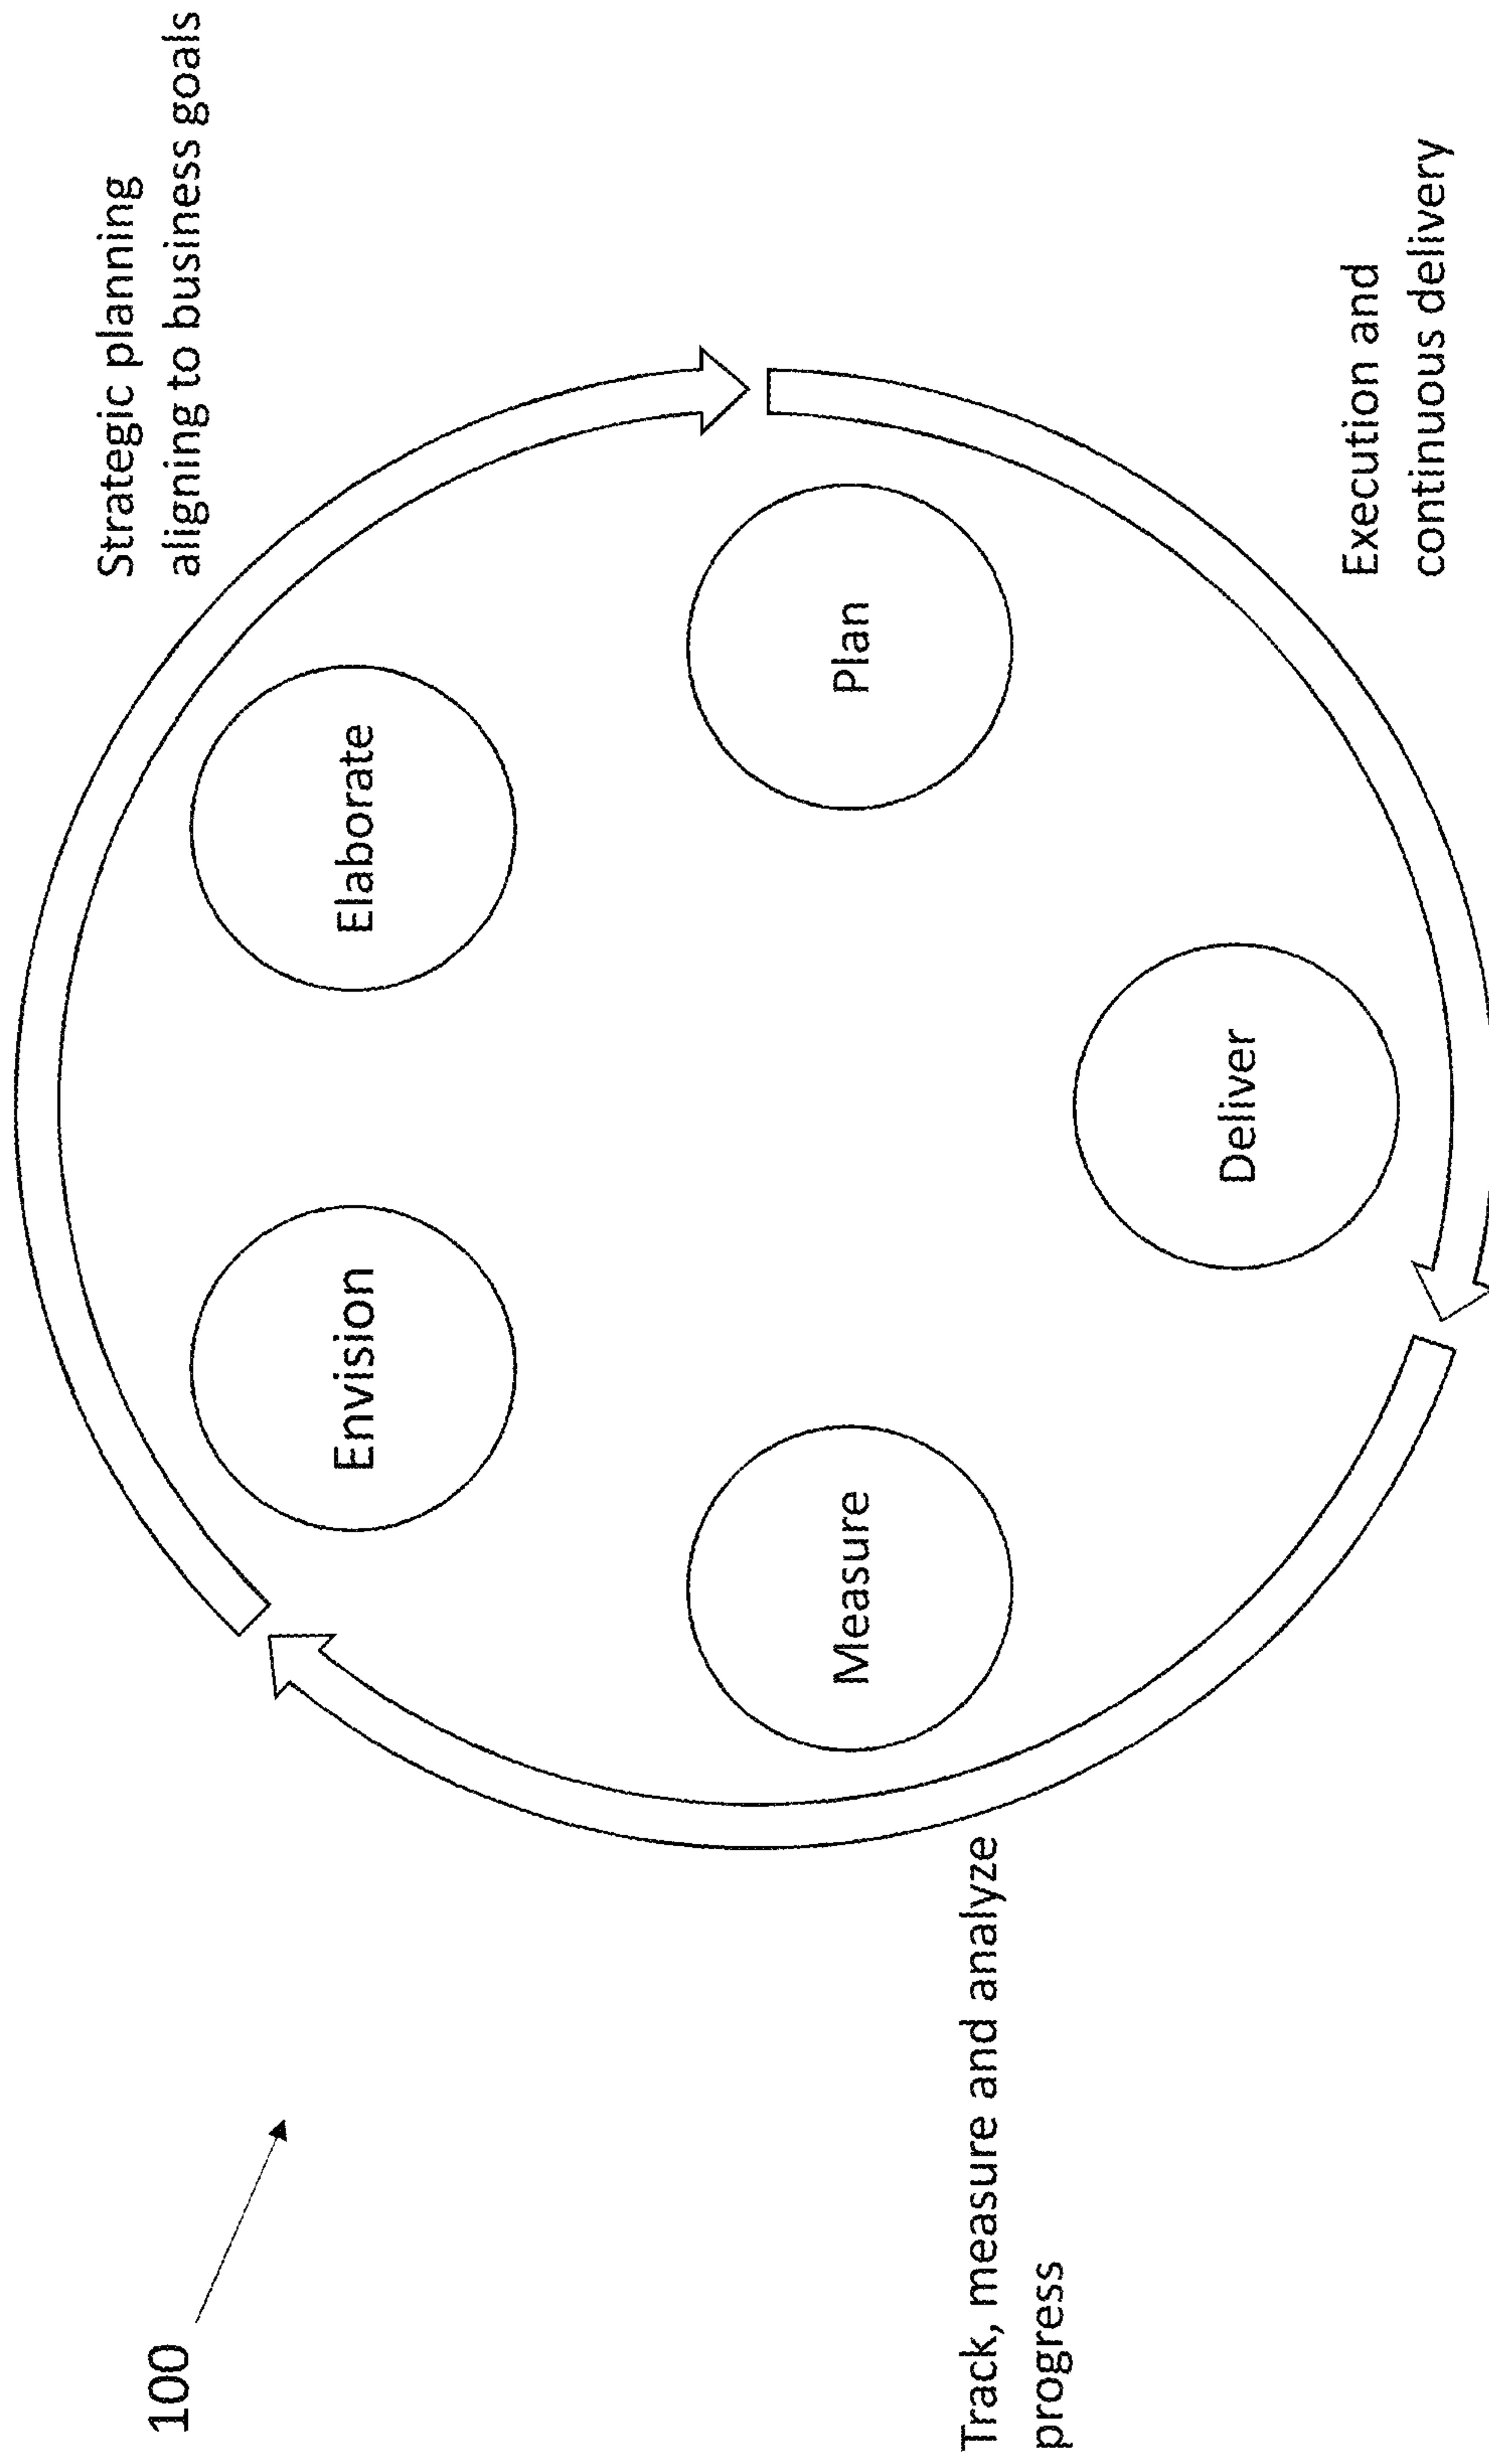 100
Strategic planning
aligning to business goals
Envision
Elaborate
Measure
Plan
Track, measure and analyze
progress
Deliver
Execution and
continuous delivery